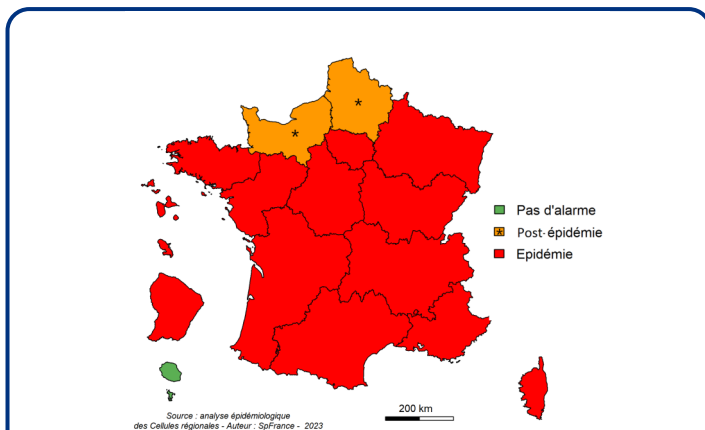 Pas d'alarme
* Post-épidémie
Epidémie
*
*
200 km
Source : analyse épidémiologique
des Cellules régionales - Auteur : SpFrance - 2023